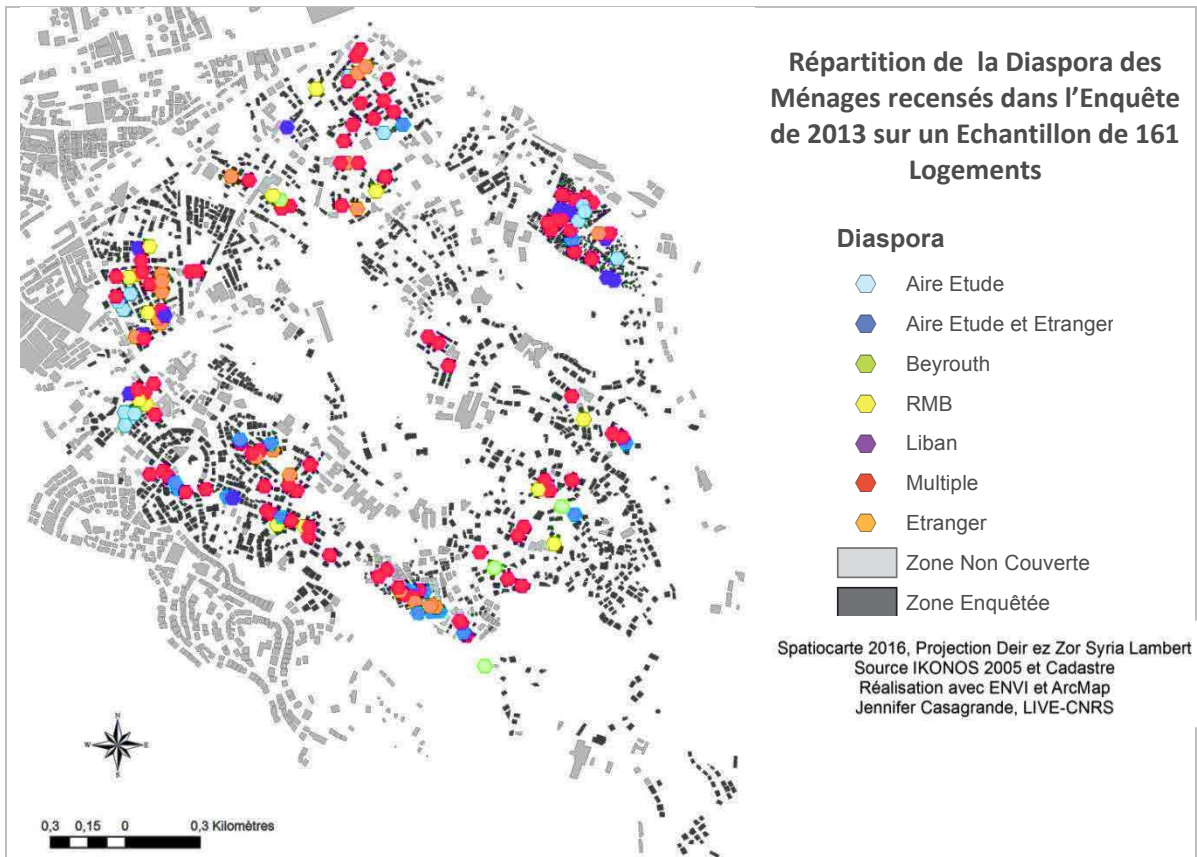 Répartition de la Diaspora des
Ménages recensés dans l’Enquête
de 2013 sur un Echantillon de 161
Logements
Diaspora
Aire Etude
Aire Etude et Etranger
Beyrouth
RMB
Liban
Multiple
Etranger
Zone Non Couverte
Zone Enquêtée
Spatiocarte 2016, Projection Deir ez Zor Syria Lambert
Source IKONOS 2005 et Cadastre
Réalisation avec ENVI et ArcMap
Jennifer Casagrande, LIVE-CNRS
N
W E
S
0,3 0,15 0 0,3 Kilomètres